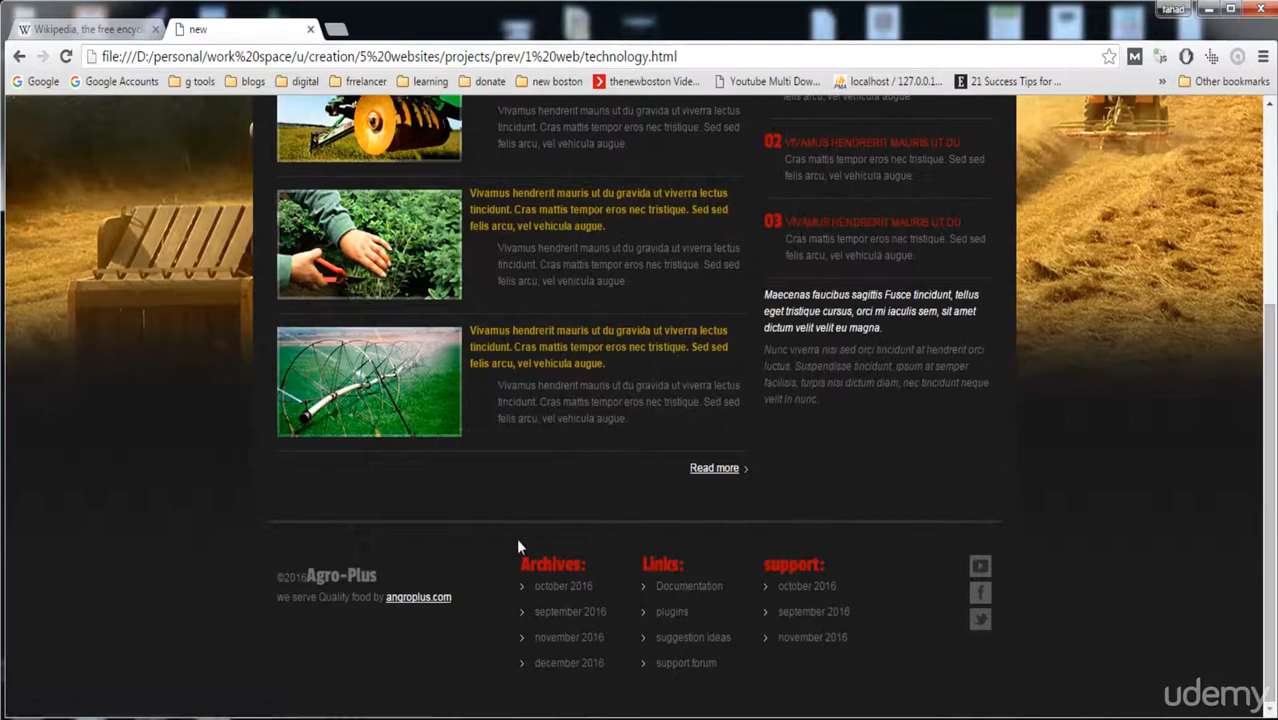 fahad
Wikipedia, the free encyc
new
file:///D:/personal/work%20space/u/creation/5%20websites/projects/prev/1%20web/technology.html
Google
Google Accounts
g tools
blogs
digital
frrelancer
learning
donate
new boston
thenewboston Vide...
Youtube Multi Dow...
localhost / 127.0.0.1...
21 Success Tips for ...
»
Other bookmarks
Vivamus hendrerit mauris ut du gravida ut viverra lectus
tincidunt. Cras mattis tempor eros nec tristique. Sed sed
felis arcu, vel vehicula augue.
Vivamus hendrerit mauris ut du gravida ut viverra lectus
tincidunt. Cras mattis tempor eros nec tristique. Sed sed
felis arcu, vel vehicula augue.
Vivamus hendrerit mauris ut du gravida ut viverra lectus
tincidunt. Cras mattis tempor eros nec tristique. Sed sed
felis arcu, vel vehicula augue.
Vivamus hendrerit mauris ut du gravida ut viverra lectus
tincidunt. Cras mattis tempor eros nec tristique. Sed sed
felis arcu, vel vehicula augue.
Vivamus hendrerit mauris ut du gravida ut viverra lectus
tincidunt. Cras mattis tempor eros nec tristique. Sed sed
felis arcu, vel vehicula augue.
Read more
felis arcu, vel vehicula augue.
02 VIVAMUS HENDRERIT MAURIS UT DU
Cras mattis tempor eros nec tristique. Sed sed
felis arcu, vel vehicula augue.
03 VIVAMUS HENDRERIT MAURIS UT DU
Cras mattis tempor eros nec tristique. Sed sed
felis arcu, vel vehicula augue.
Maecenas faucibus sagittis Fusce tincidunt, tellus
eget tristique cursus, orci mi iaculis sem, sit amet
dictum velit velit eu magna.
Nunc viverra nisi sed orci tincidunt at hendrerit orci
luctus. Suspendisse tincidunt, ipsum at semper
facilisis, turpis nisi dictum diam, nec tincidunt neque
velit in nunc.
©2016Agro-Plus
we serve Quality food by angroplus.com
Archives:
october 2016
september 2016
november 2016
december 2016
Links:
Documentation
plugins
suggestion ideas
support forum
support:
october 2016
september 2016
november 2016
udemy